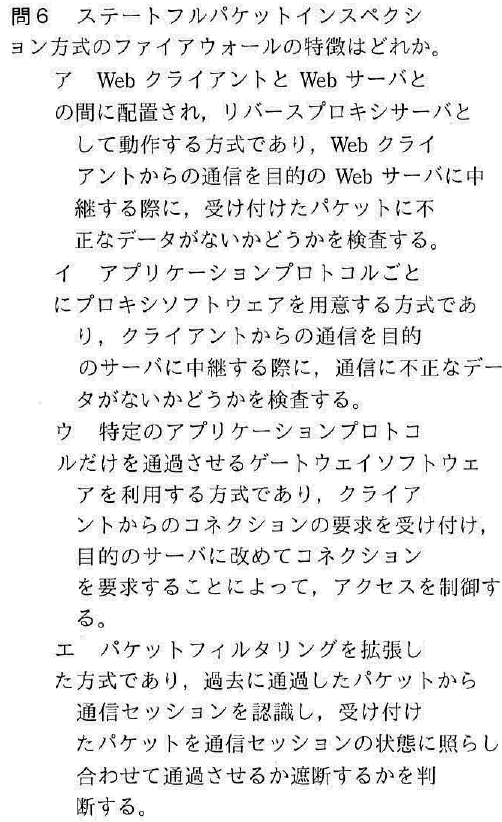 問6　ステートフルパケットインスペクシ
ョン方式のファイアウォールの特徴はどれか。
ア　Web クライアントと Web サーバと
の間に配置され，リバースプロキシサーバと
して動作する方式であり，Web クライ
アントからの通信を目的の Web サーバに中
継する際に，受け付けたパケットに不
正なデータがないかどうかを検査する。
イ　アプリケーションプロトコルごと
にプロキシソフトウェアを用意する方式であ
り，クライアントからの通信を目的
のサーバに中継する際に，通信に不正なデー
タがないかどうかを検査する。
ウ　特定のアプリケーションプロトコ
ルだけを通過させるゲートウェイソフトウェ
アを利用する方式であり，クライア
ントからのコネクションの要求を受け付け，
目的のサーバに改めてコネクション
を要求することによって，アクセスを制御す
る。
エ　パケットフィルタリングを拡張し
た方式であり，過去に通過したパケットから
通信セッションを認識し，受け付け
たパケットを通信セッションの状態に照らし
合わせて通過させるか遮断するかを判
断する。